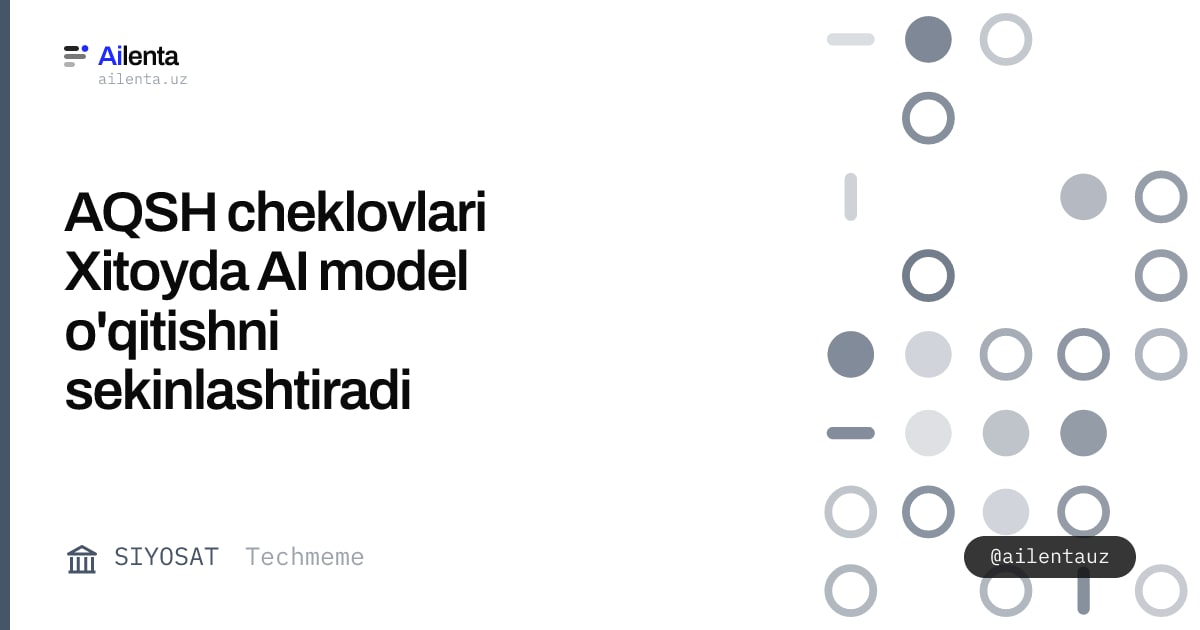 Ailenta
ailenta.uz
AQSH cheklovlari
Xitoyda AI model
o'qitishni
sekinlashtiradi
SIYOSAT Techmeme
@ailentauz